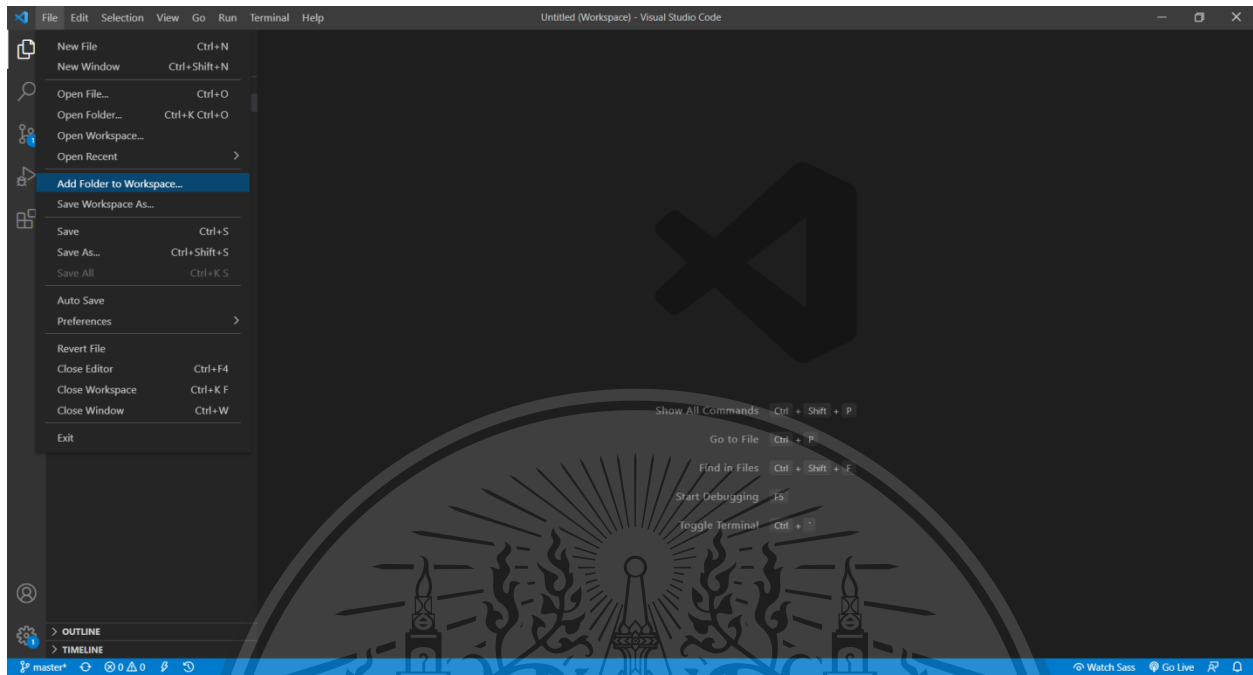 File Edit Selection View Go Run Terminal Help
Untitled (Workspace) - Visual Studio Code
New File Ctrl+N
New Window Ctrl+Shift+N
Open File... Ctrl+O
Open Folder... Ctrl+K Ctrl+O
Open Workspace...
Open Recent
Add Folder to Workspace...
Save Workspace As...
Save Ctrl+S
Save As... Ctrl+Shift+S
Save All Ctrl+K S
Auto Save
Preferences
Revert File
Close Editor Ctrl+F4
Close Workspace Ctrl+K F
Close Window Ctrl+W
Exit
Show All Commands Ctrl + Shift + P
Go to File Ctrl + P
Find in Files Ctrl + Shift + F
Start Debugging F5
Toggle Terminal Ctrl + `
1
1
OUTLINE
TIMELINE
master* 0 0
Watch Sass Go Live